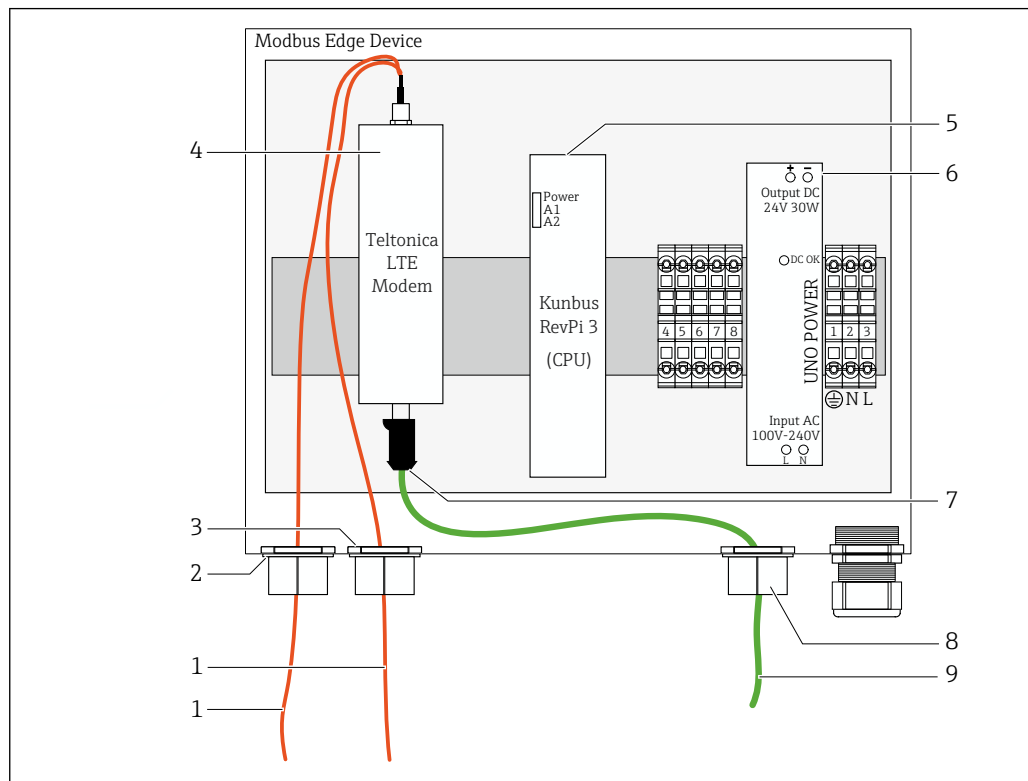 Modbus Edge Device
4
5
6
+ -
Output DC
24V 30W
Power
A1
A2
Teltonica
LTE
Modem
DC OK
Kunbus
RevPi 3
(CPU)
4 5 6 7 8
UNO POWER
1 2 3
N L
Input AC
100V-240V
L N
7
3
2
8
1
9
1